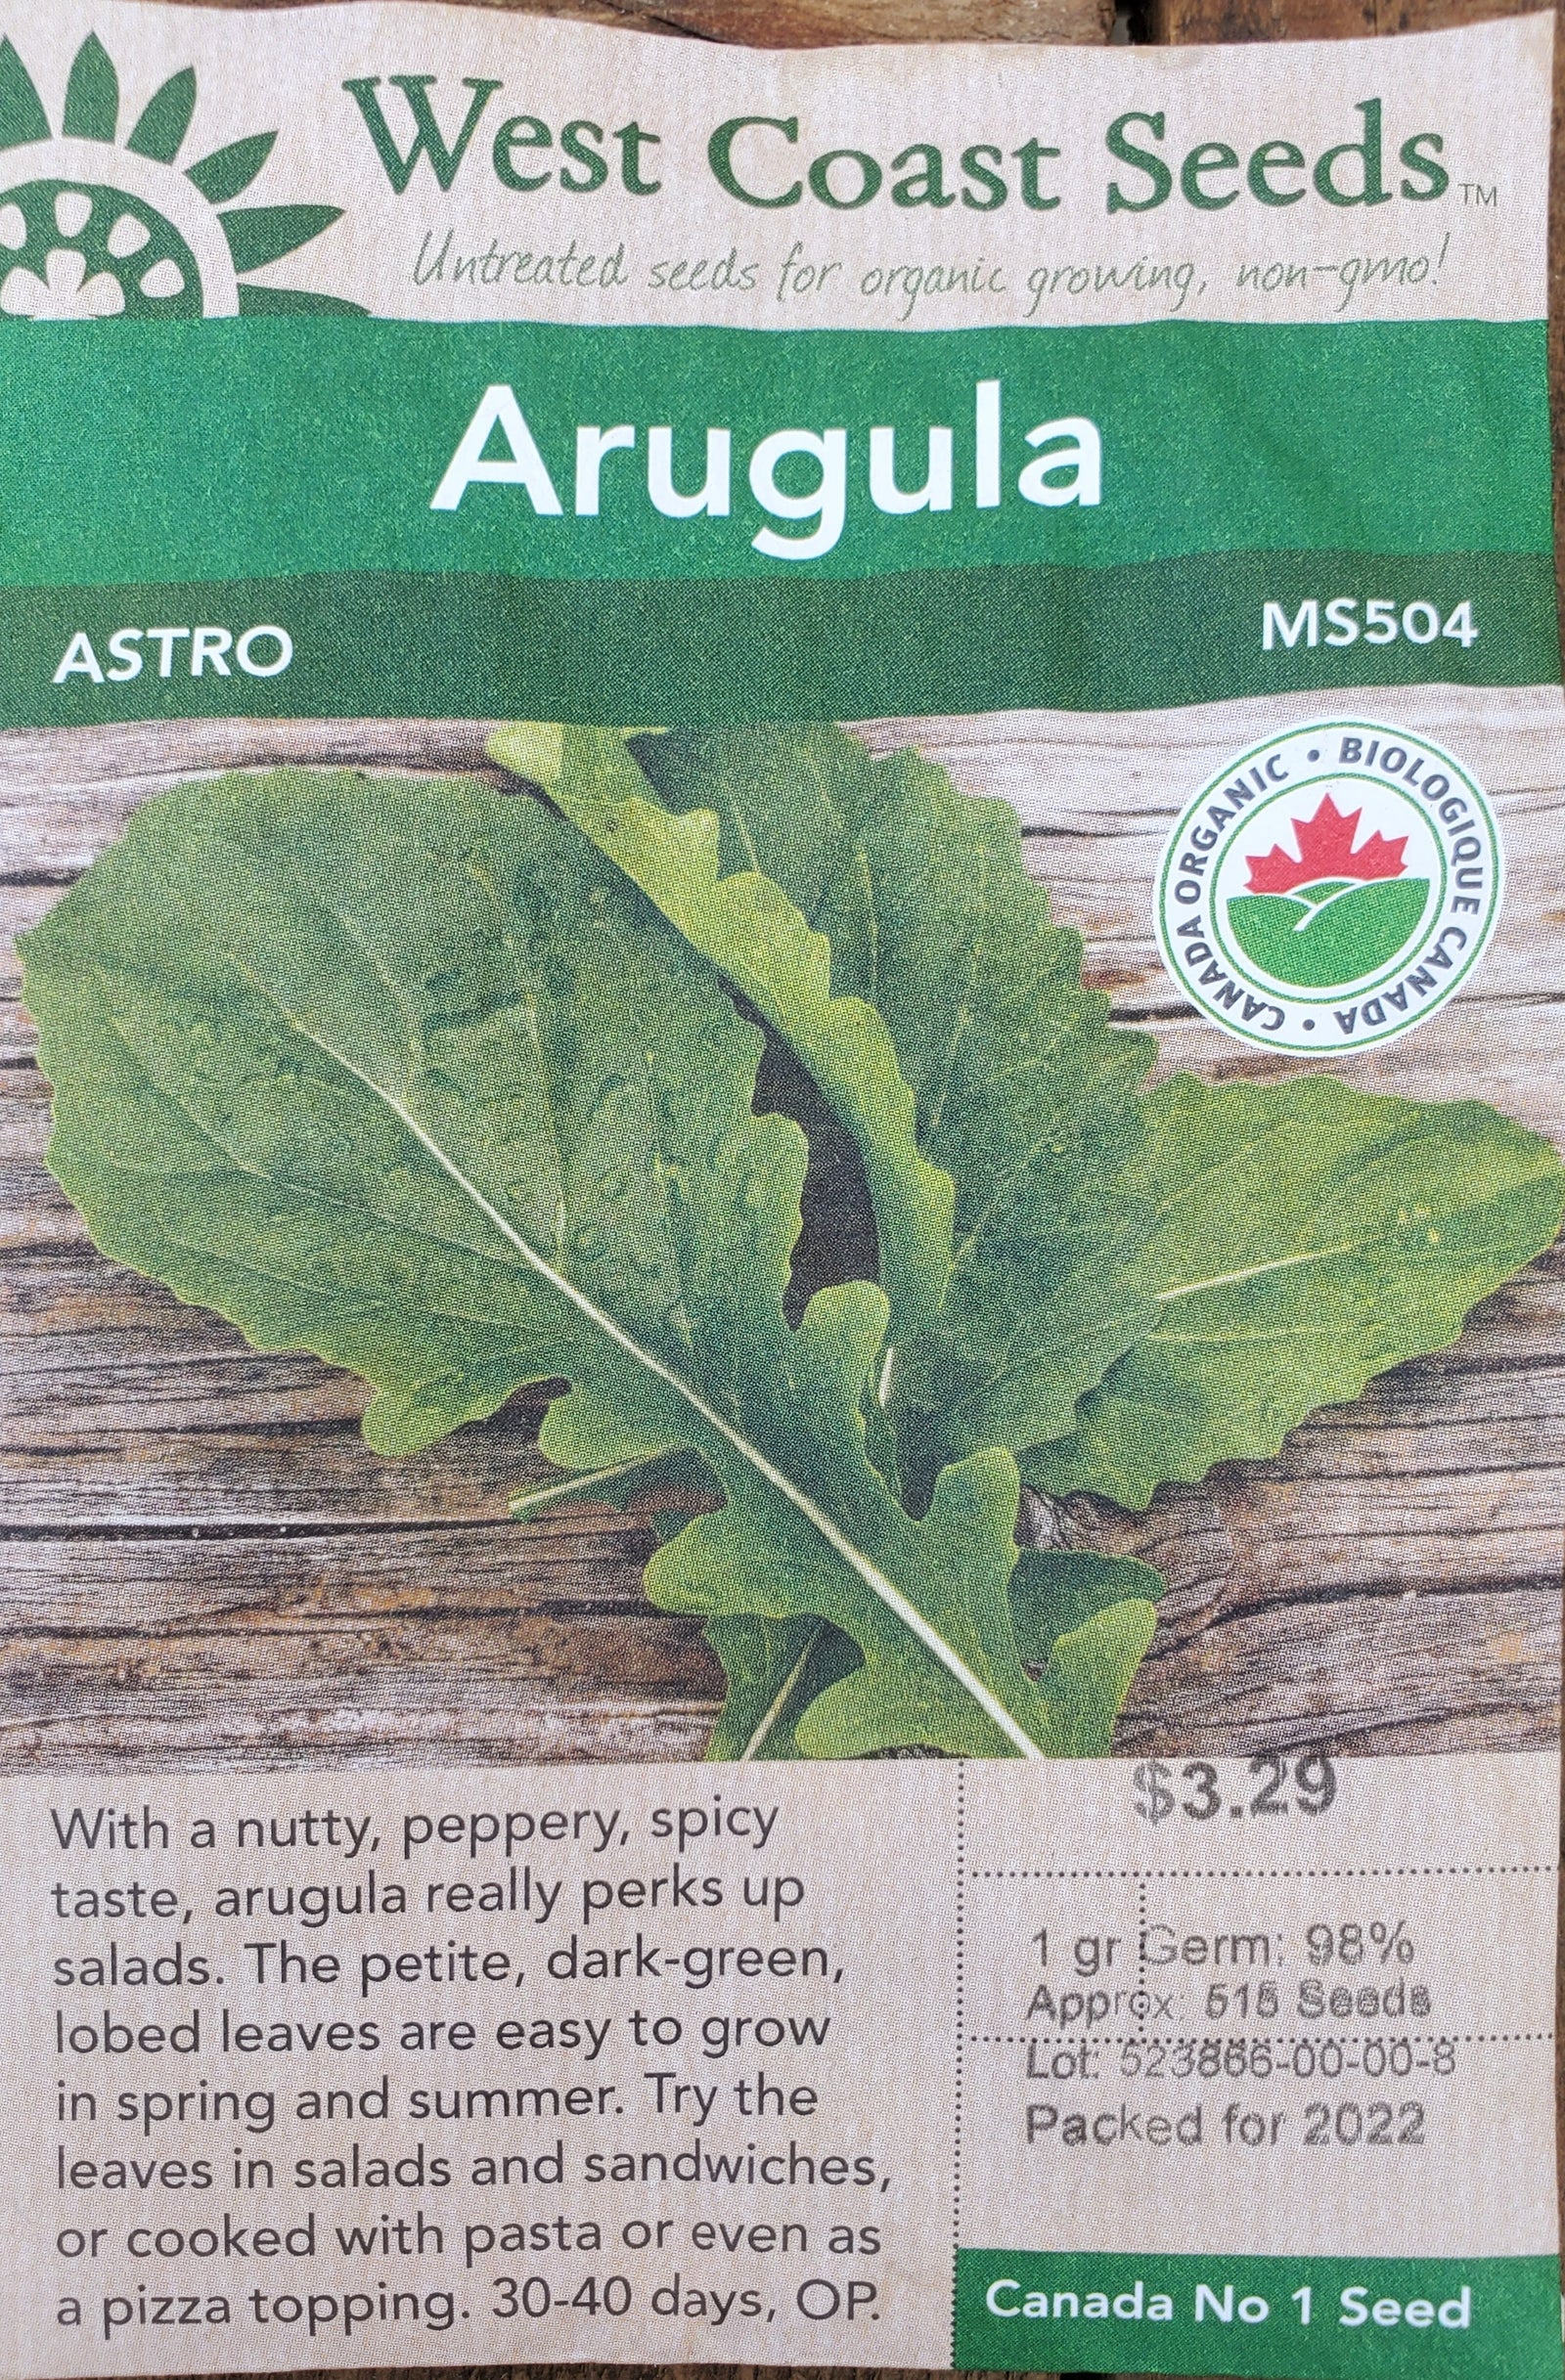 West Coast Seeds™
Untreated seeds for organic growing, non-gmo!
Arugula
ASTRO
MS504
CANADA ORGANIC • BIOLOGIQUE CANADA •
With a nutty, peppery, spicy
taste, arugula really perks up
salads. The petite, dark-green,
lobed leaves are easy to grow
in spring and summer. Try the
leaves in salads and sandwiches,
or cooked with pasta or even as
a pizza topping. 30-40 days, OP.
$3.29
1 gr Germ: 98%
Approx: 515 Seeds
Lot: 523866-00-00-8
Packed for 2022
Canada No 1 Seed